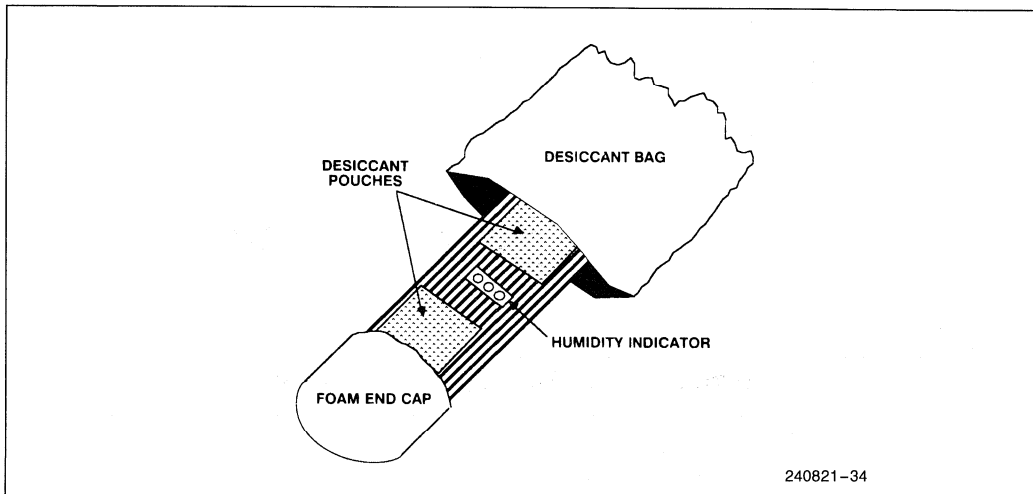 DESICCANT BAG
DESICCANT
POUCHES
HUMIDITY INDICATOR
FOAM END CAP
240821-34